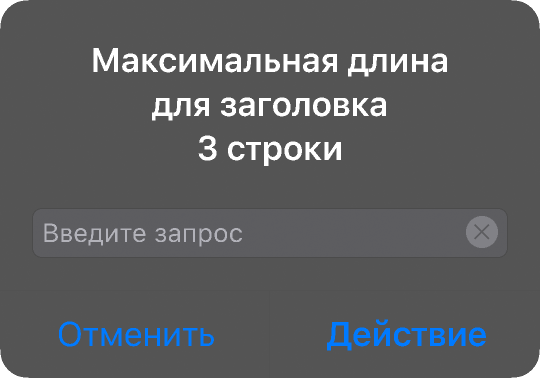 Максимальная длина
для заголовка
3 строки
Введите запрос
Отменить Действие